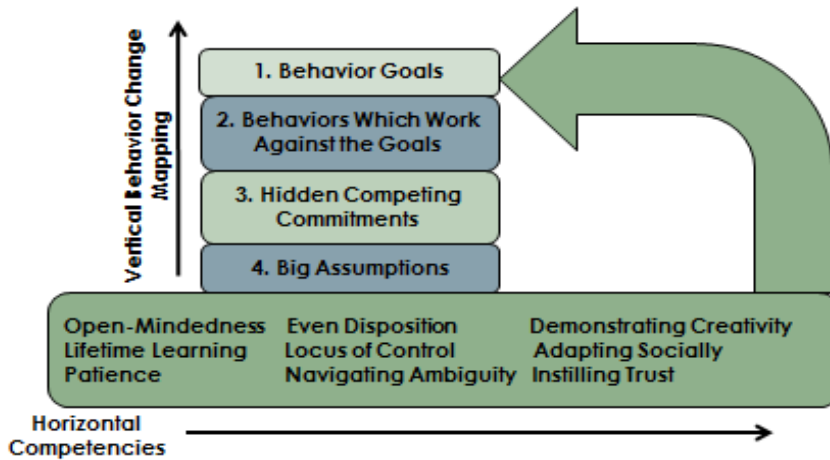 Vertical Behavior Change
Mapping
1. Behavior Goals
2. Behaviors Which Work
Against the Goals
3. Hidden Competing
Commitments
4. Big Assumptions
Open-Mindedness Even Disposition Demonstrating Creativity
Lifetime Learning Locus of Control Adapting Socially
Patience Navigating Ambiguity Instilling Trust
Horizontal
Competencies